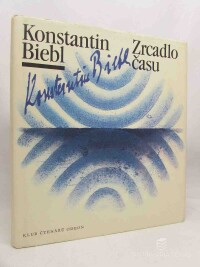 Konstantin
Biebl
Zrcadlo
času
Konstantin Biebl
KLUB ČTENÁŘŮ ODEON